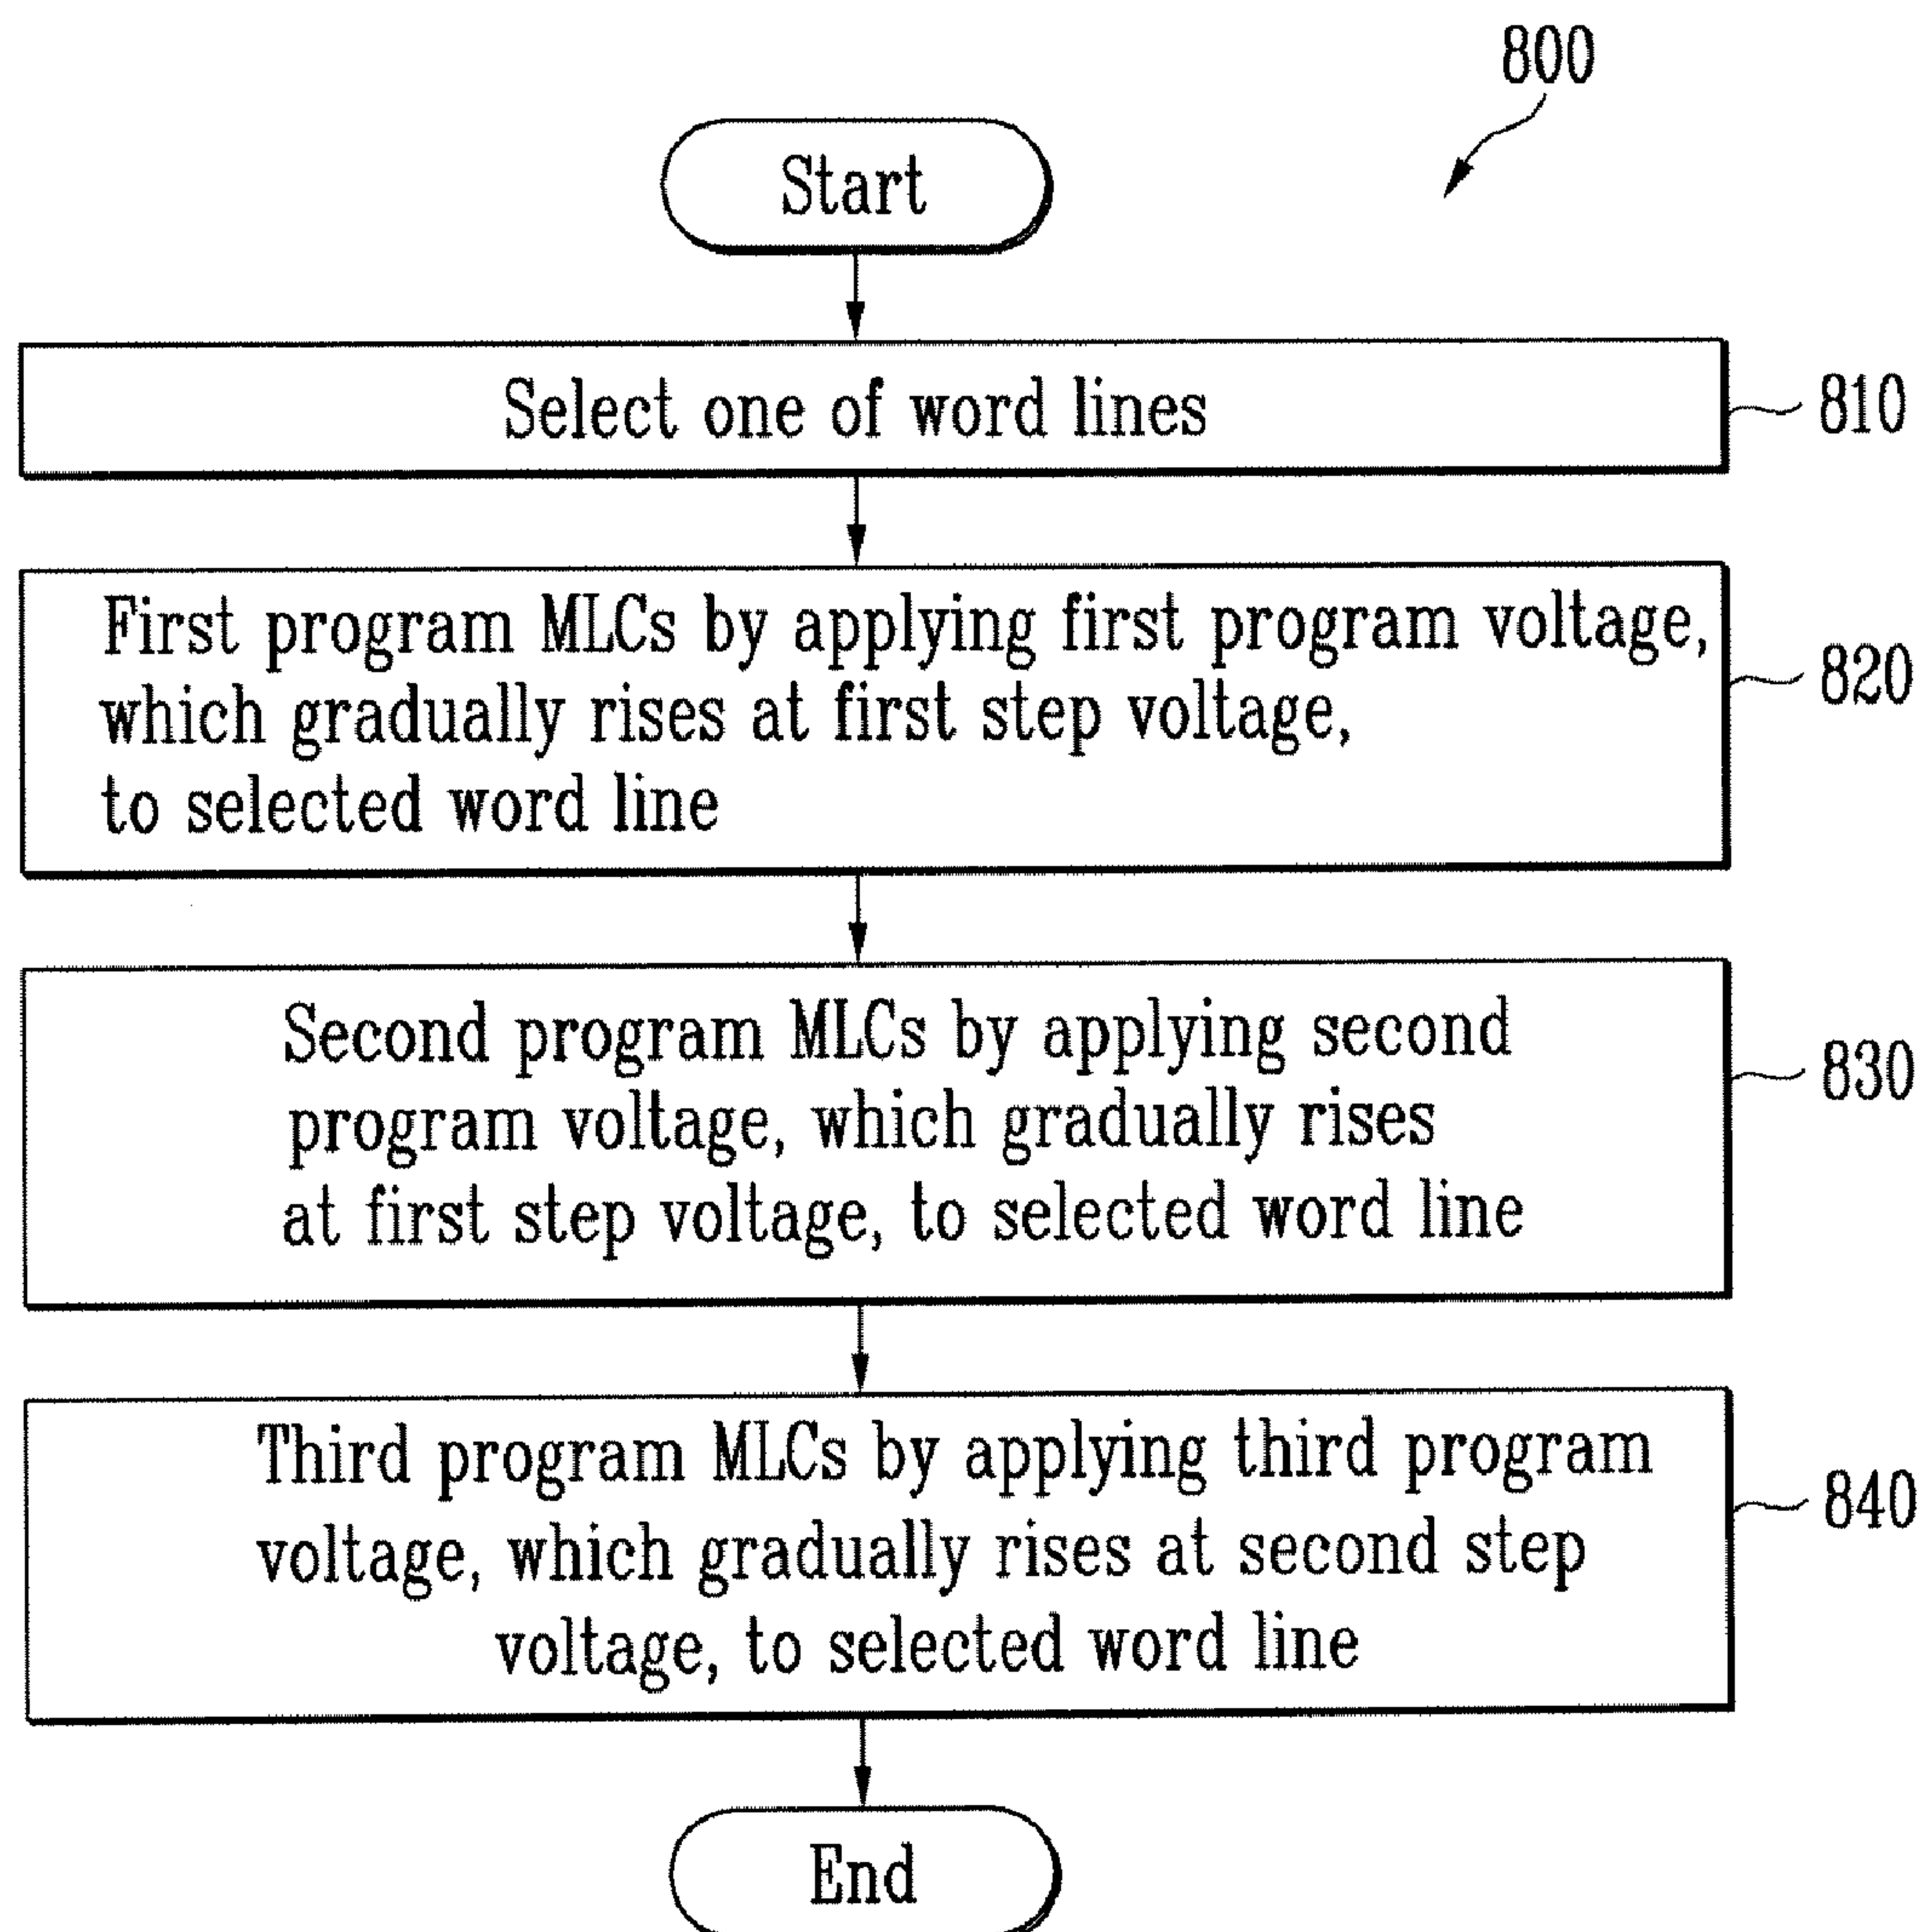 800
Start
Select one of word lines
810
First program MLCs by applying first program voltage,
which gradually rises at first step voltage,
to selected word line
820
Second program MLCs by applying second
program voltage, which gradually rises
at first step voltage, to selected word line
830
Third program MLCs by applying third program
voltage, which gradually rises at second step
voltage, to selected word line
840
End